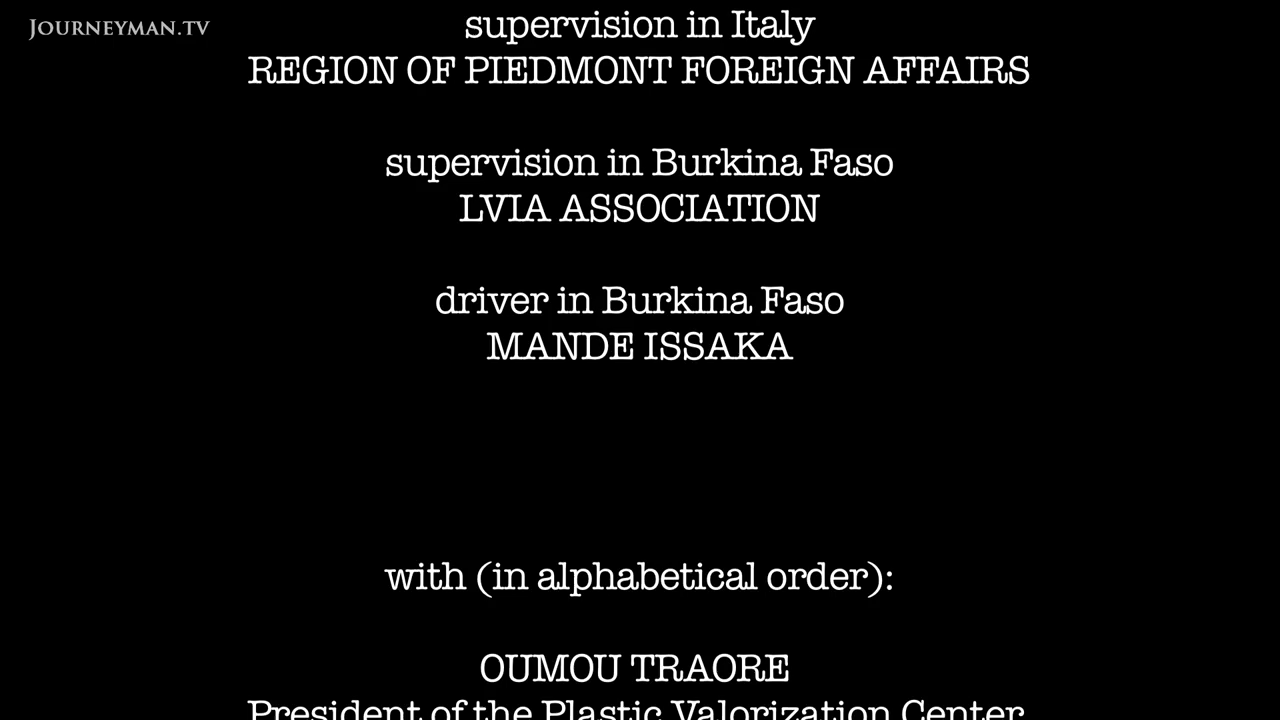 JOURNEYMAN.TV
supervision in Italy
REGION OF PIEDMONT FOREIGN AFFAIRS
supervision in Burkina Faso
LVIA ASSOCIATION
driver in Burkina Faso
MANDE ISSAKA
with (in alphabetical order):
OUMOU TRAORE
President of the Plastic Valorization Center